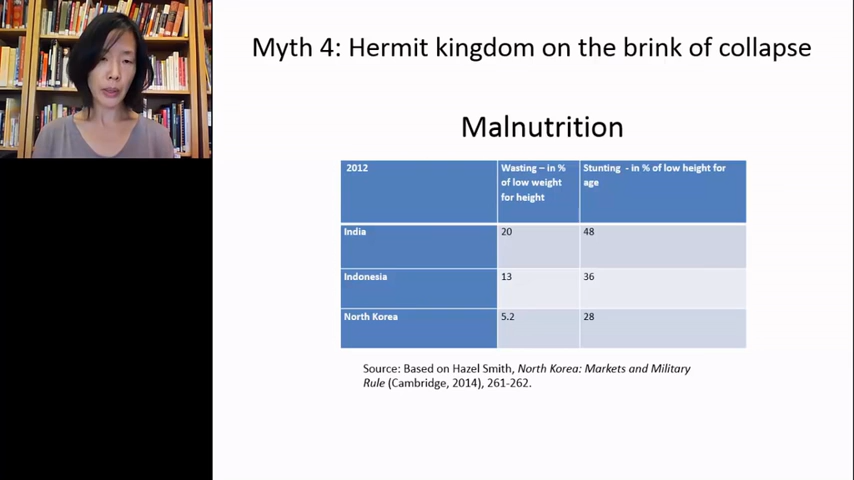 Myth 4: Hermit kingdom on the brink of collapse
Malnutrition
2012
Wasting – in %
of low weight
for height
Stunting - in % of low height for
age
India
20
48
Indonesia
13
36
North Korea
5.2
28
Source: Based on Hazel Smith, North Korea: Markets and Military
Rule (Cambridge, 2014), 261-262.